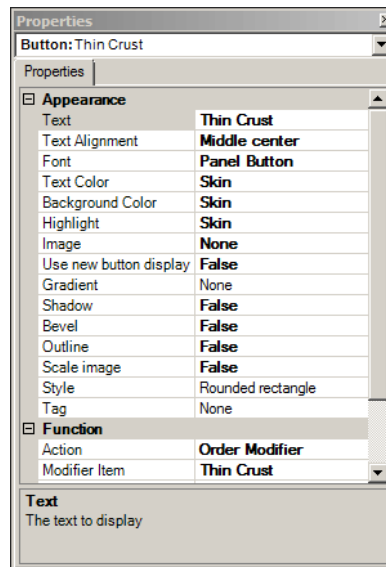 Properties
Button: Thin Crust
Properties
Appearance
Text Thin Crust
Text Alignment Middle center
Font Panel Button
Text Color Skin
Background Color Skin
Highlight Skin
Image None
Use new button display False
Gradient None
Shadow False
Bevel False
Outline False
Scale image False
Style Rounded rectangle
Tag None
Function
Action Order Modifier
Modifier Item Thin Crust
Text
The text to display